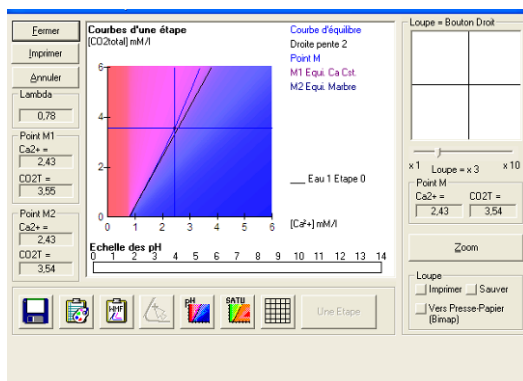 Fermer
Imprimer
Annuler
Lambda
0,78
Point M1
Ca2+ =
2,43
CO2T =
3,55
Point M2
Ca2+ =
2,43
CO2T =
3,54
Courbes d'une étape
[CO2total] mM/l
6
4
2
0
0 1 2 3 4 5 6
[Ca²+] mM/l
Courbe d'équilibre
Droite pente 2
Point M
M1 Equi. Ca Cst.
M2 Equi. Marbre
___ Eau 1 Etape 0
Echelle des pH
0 1 2 3 4 5 6 7 8 9 10 11 12 13 14
WMF
pH
SATU
Une Etape
Loupe = Bouton Droit
x 1 Loupe = x 3 x 10
Point M
Ca2+ = CO2T =
2,43 3,54
Zoom
Loupe
Imprimer Sauver
Vers Presse-Papier
(Bimap)